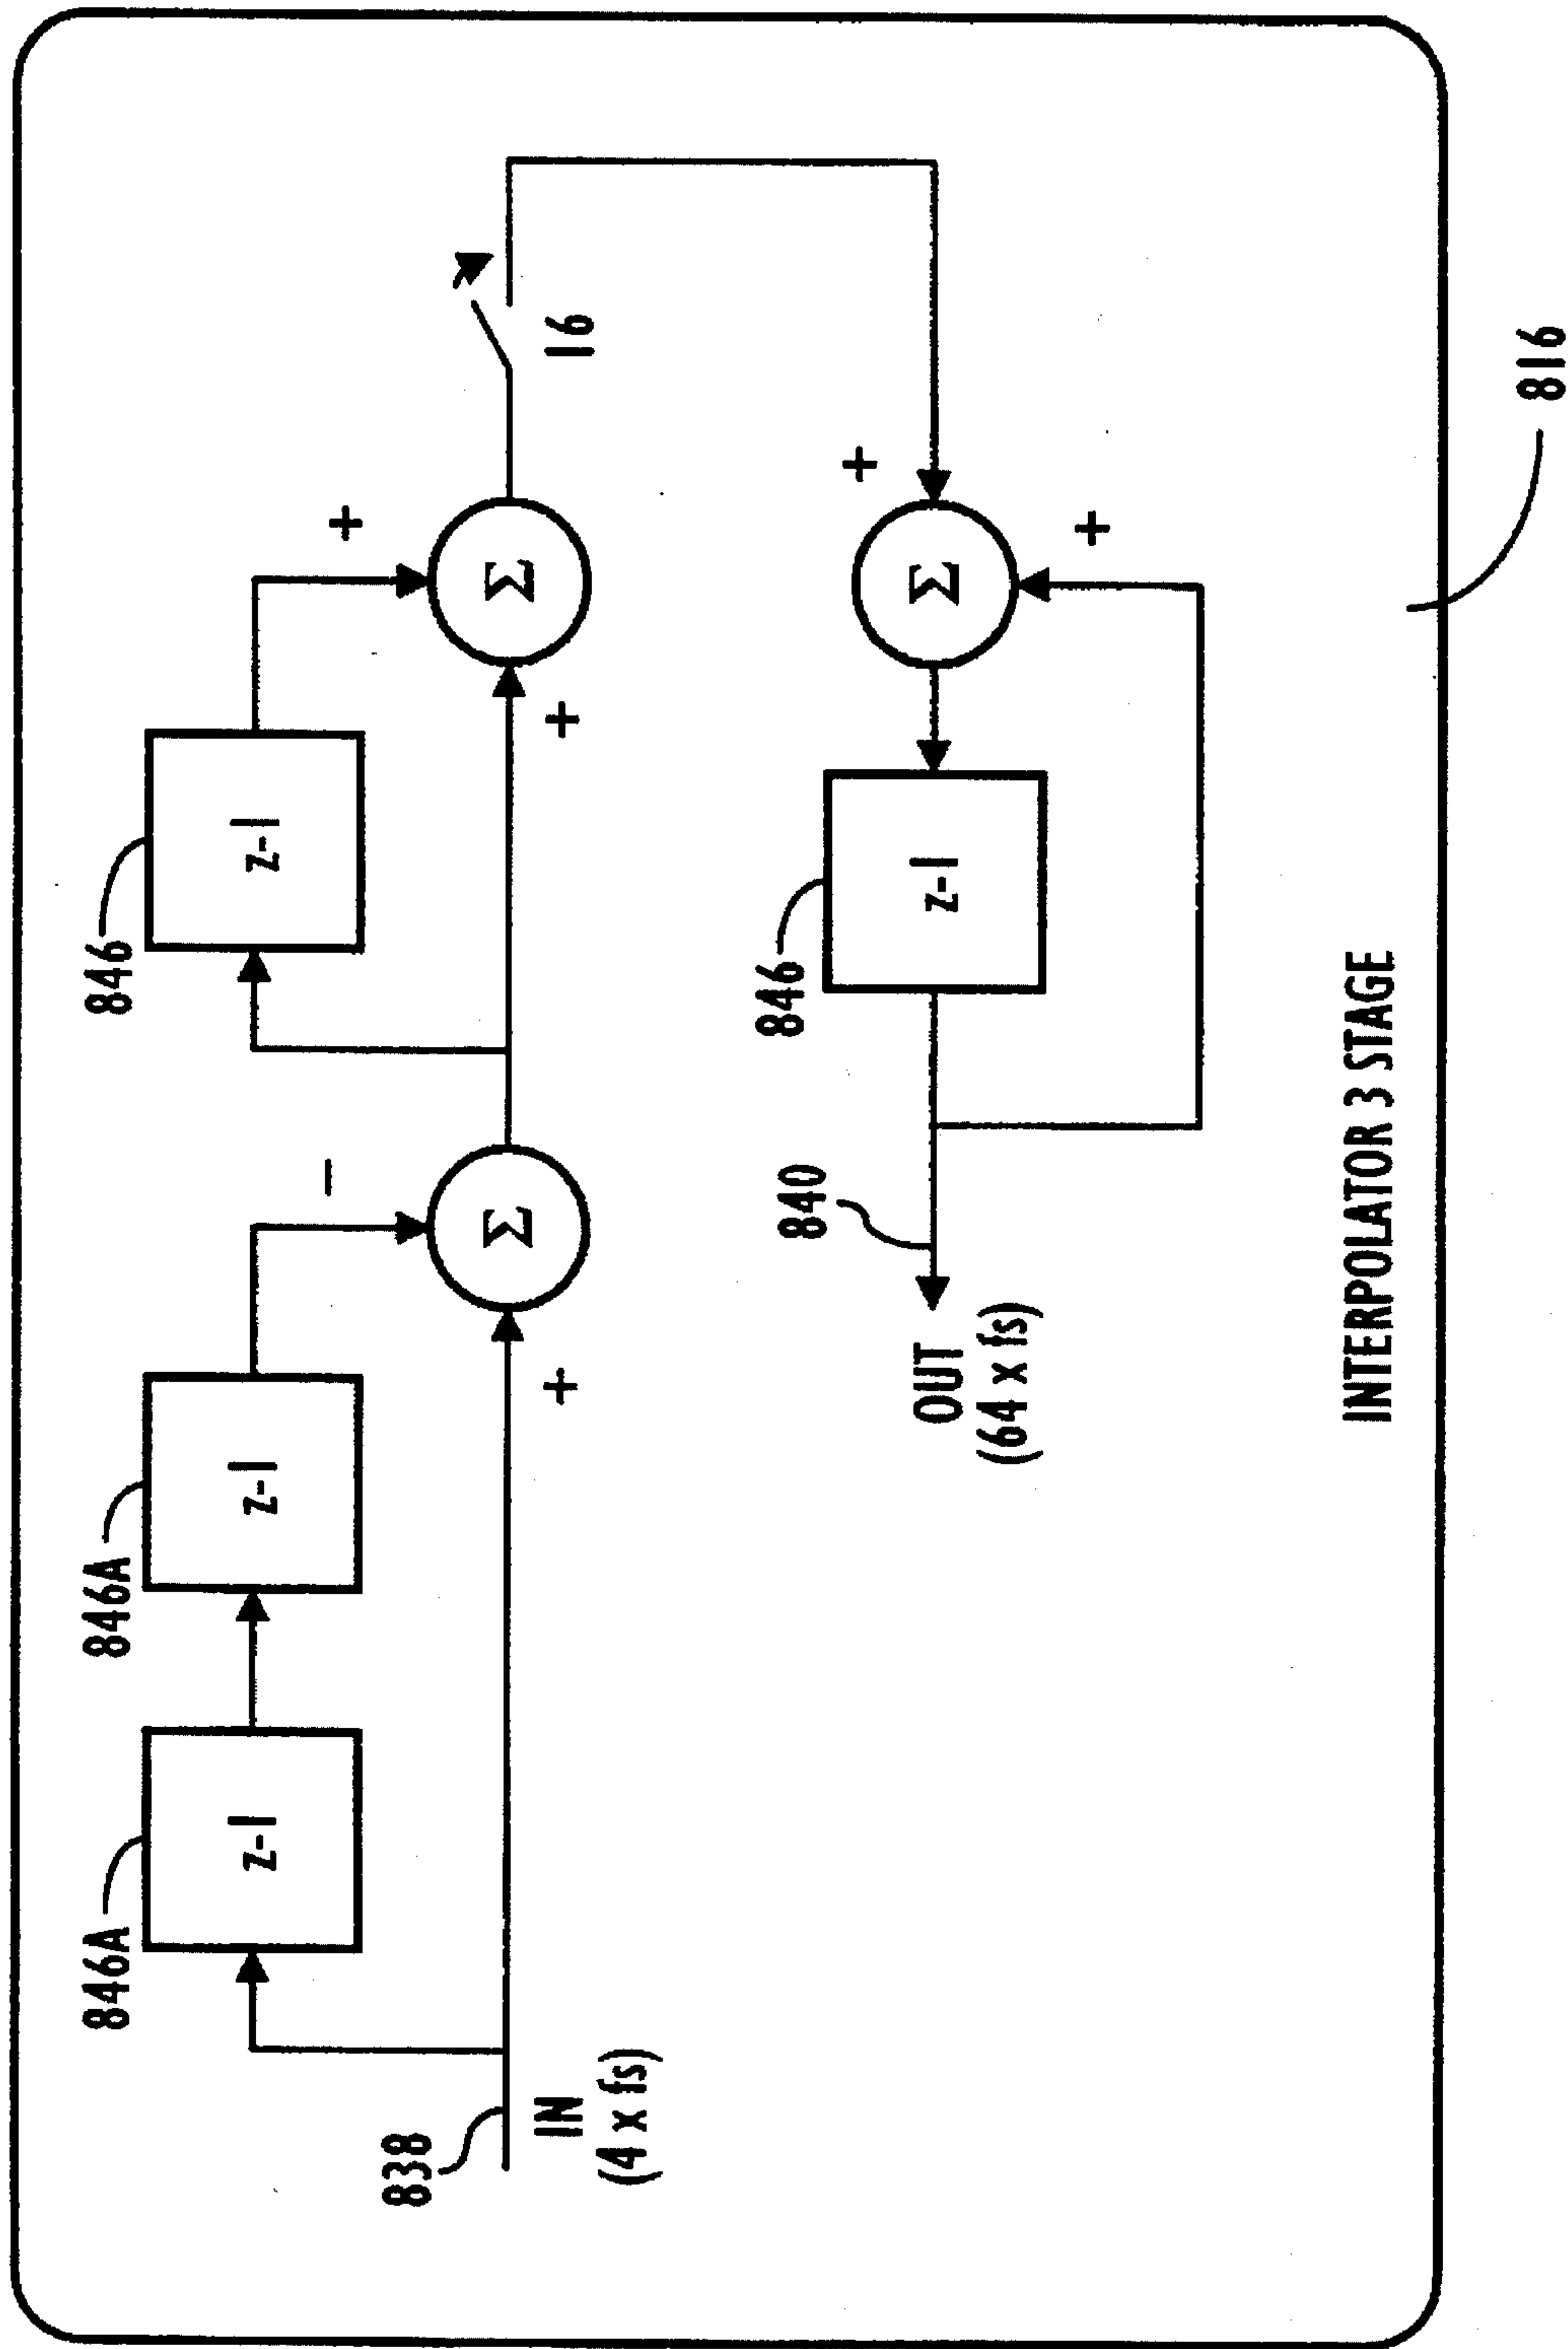 846A
846A
846
z-1
z-1
z-1
−
+
838
Σ
Σ
IN
(4 x fs)
+
+
16
840
846
+
OUT
(64 x fs)
z-1
Σ
+
INTERPOLATOR 3 STAGE
816